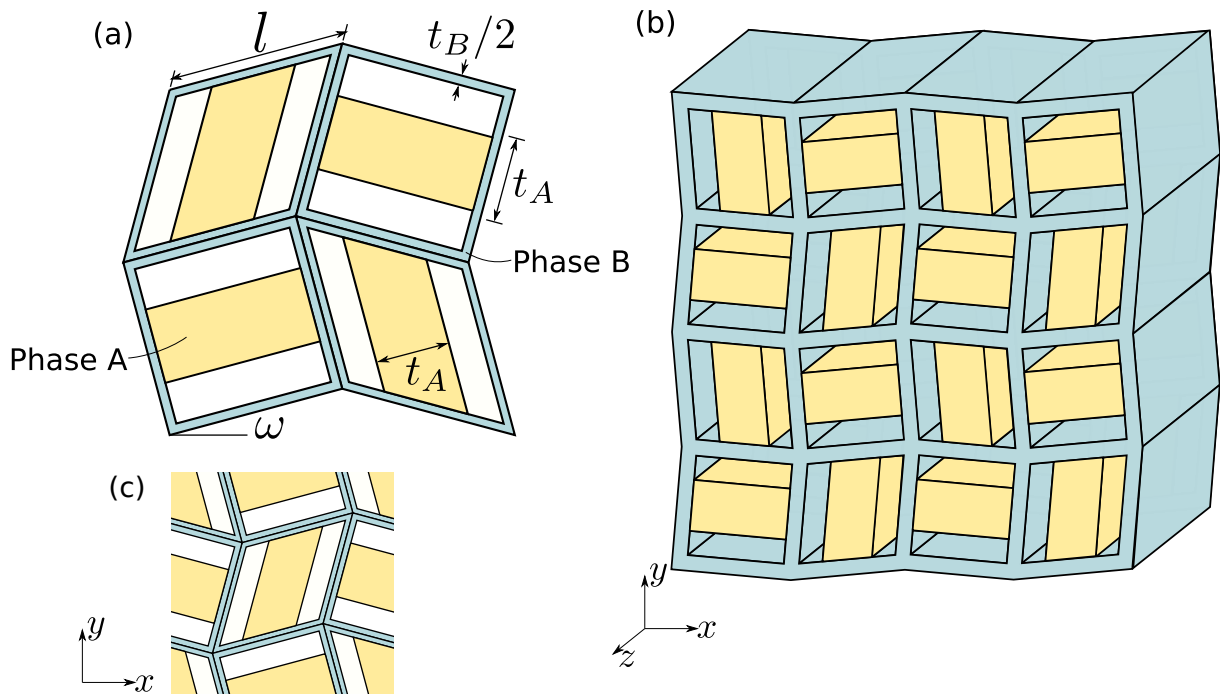 (a)
l
t_B/2
(b)
t_A
Phase B
Phase A
t_A
ω
(c)
y
x
y
x
z